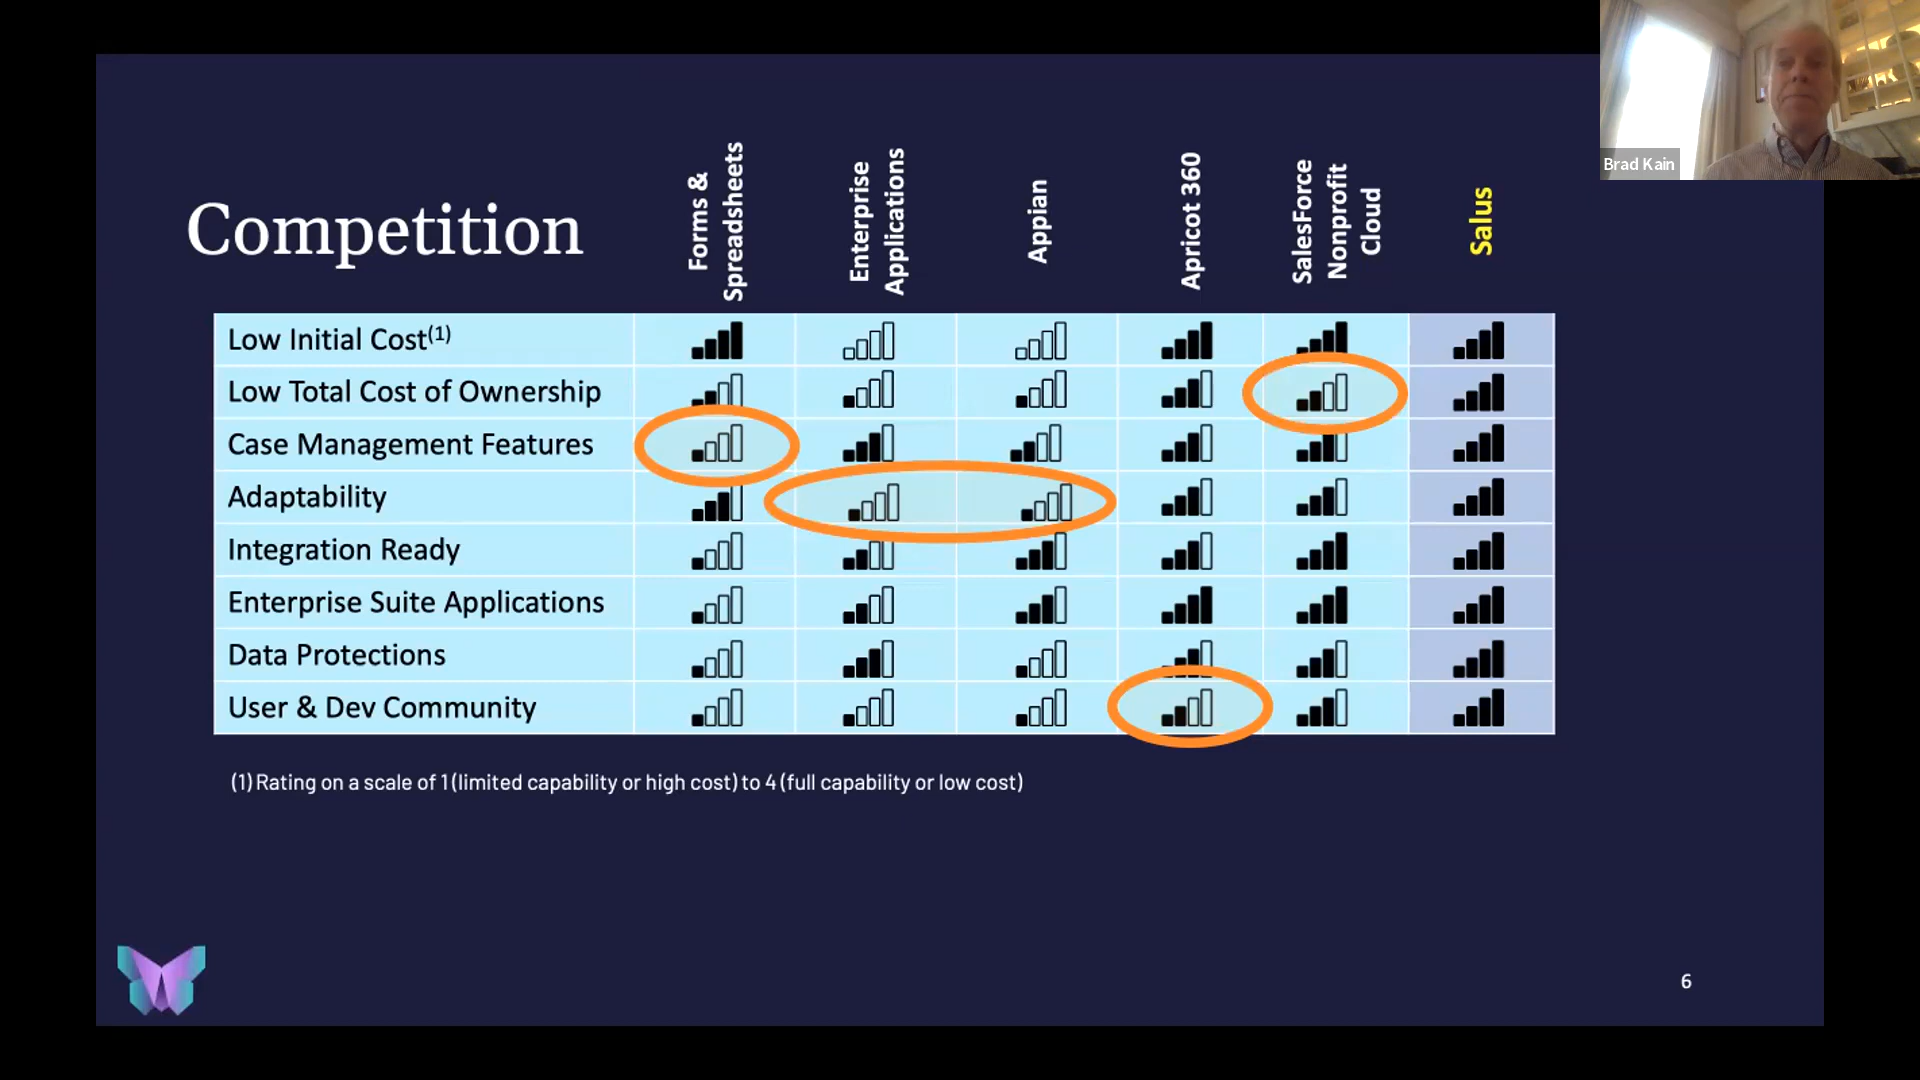 Brad Kain
Competition
Forms &
Spreadsheets
Enterprise
Applications
Appian
Apricot 360
SalesForce
Nonprofit
Cloud
Salus
Low Initial Cost(1)
Low Total Cost of Ownership
Case Management Features
Adaptability
Integration Ready
Enterprise Suite Applications
Data Protections
User & Dev Community
(1) Rating on a scale of 1 (limited capability or high cost) to 4 (full capability or low cost)
6